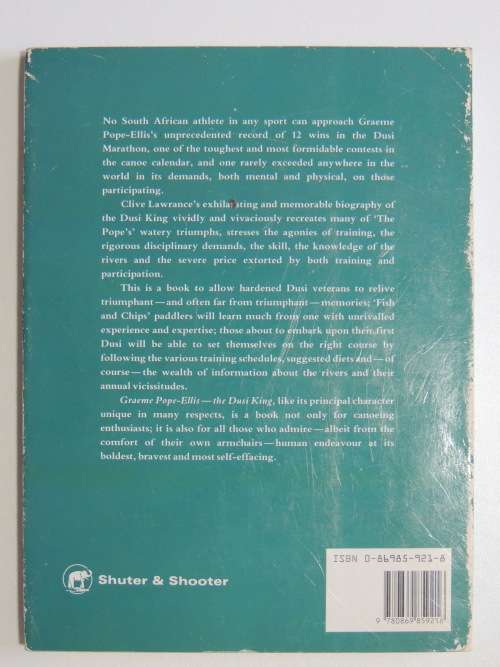 No South African athlete in any sport can approach Graeme
Pope-Ellis's unprecedented record of 12 wins in the Dusi
Marathon, one of the toughest and most formidable contests in
the canoe calendar, and one rarely exceeded anywhere in the
world in its demands, both mental and physical, on those
participating.
Clive Lawrance's exhilarating and memorable biography of
the Dusi King vividly and vivaciously recreates many of 'The
Pope's' watery triumphs, stresses the agonies of training, the
rigorous disciplinary demands, the skill, the knowledge of the
rivers and the severe price extorted by both training and
participation.
This is a book to allow hardened Dusi veterans to relive
triumphant—and often far from triumphant—memories; 'Fish
and Chips' paddlers will learn much from one with unrivalled
experience and expertise; those about to embark upon their first
Dusi will be able to set themselves on the right course by
following the various training schedules, suggested diets and—of
course—the wealth of information about the rivers and their
annual vicissitudes.
Graeme Pope-Ellis—the Dusi King, like its principal character
unique in many respects, is a book not only for canoeing
enthusiasts; it is also for all those who admire—albeit from the
comfort of their own armchairs—human endeavour at its
boldest, bravest and most self-effacing.
ISBN 0-86985-921-8
9 780869 859216
Shuter & Shooter